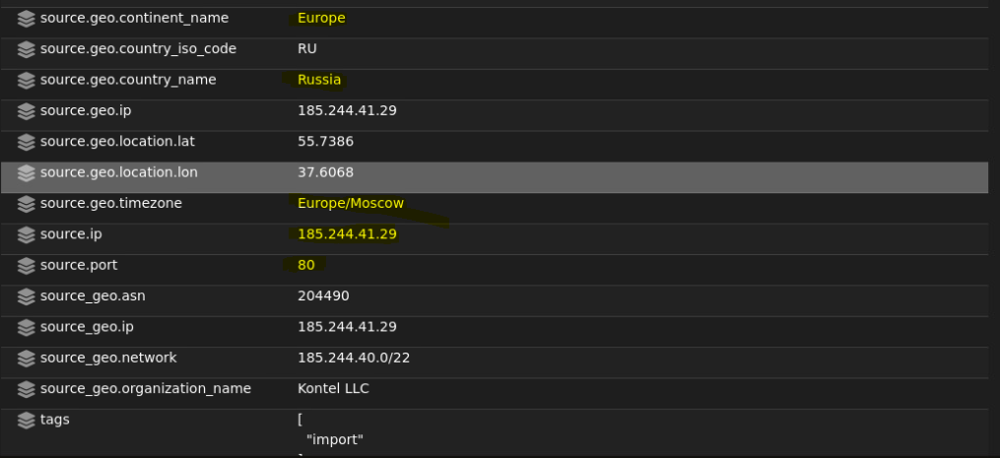 source.geo.continent_name Europe
source.geo.country_iso_code RU
source.geo.country_name Russia
source.geo.ip 185.244.41.29
source.geo.location.lat 55.7386
source.geo.location.lon 37.6068
source.geo.timezone Europe/Moscow
source.ip 185.244.41.29
source.port 80
source_geo.asn 204490
source_geo.ip 185.244.41.29
source_geo.network 185.244.40.0/22
source_geo.organization_name Kontel LLC
tags [
"import"